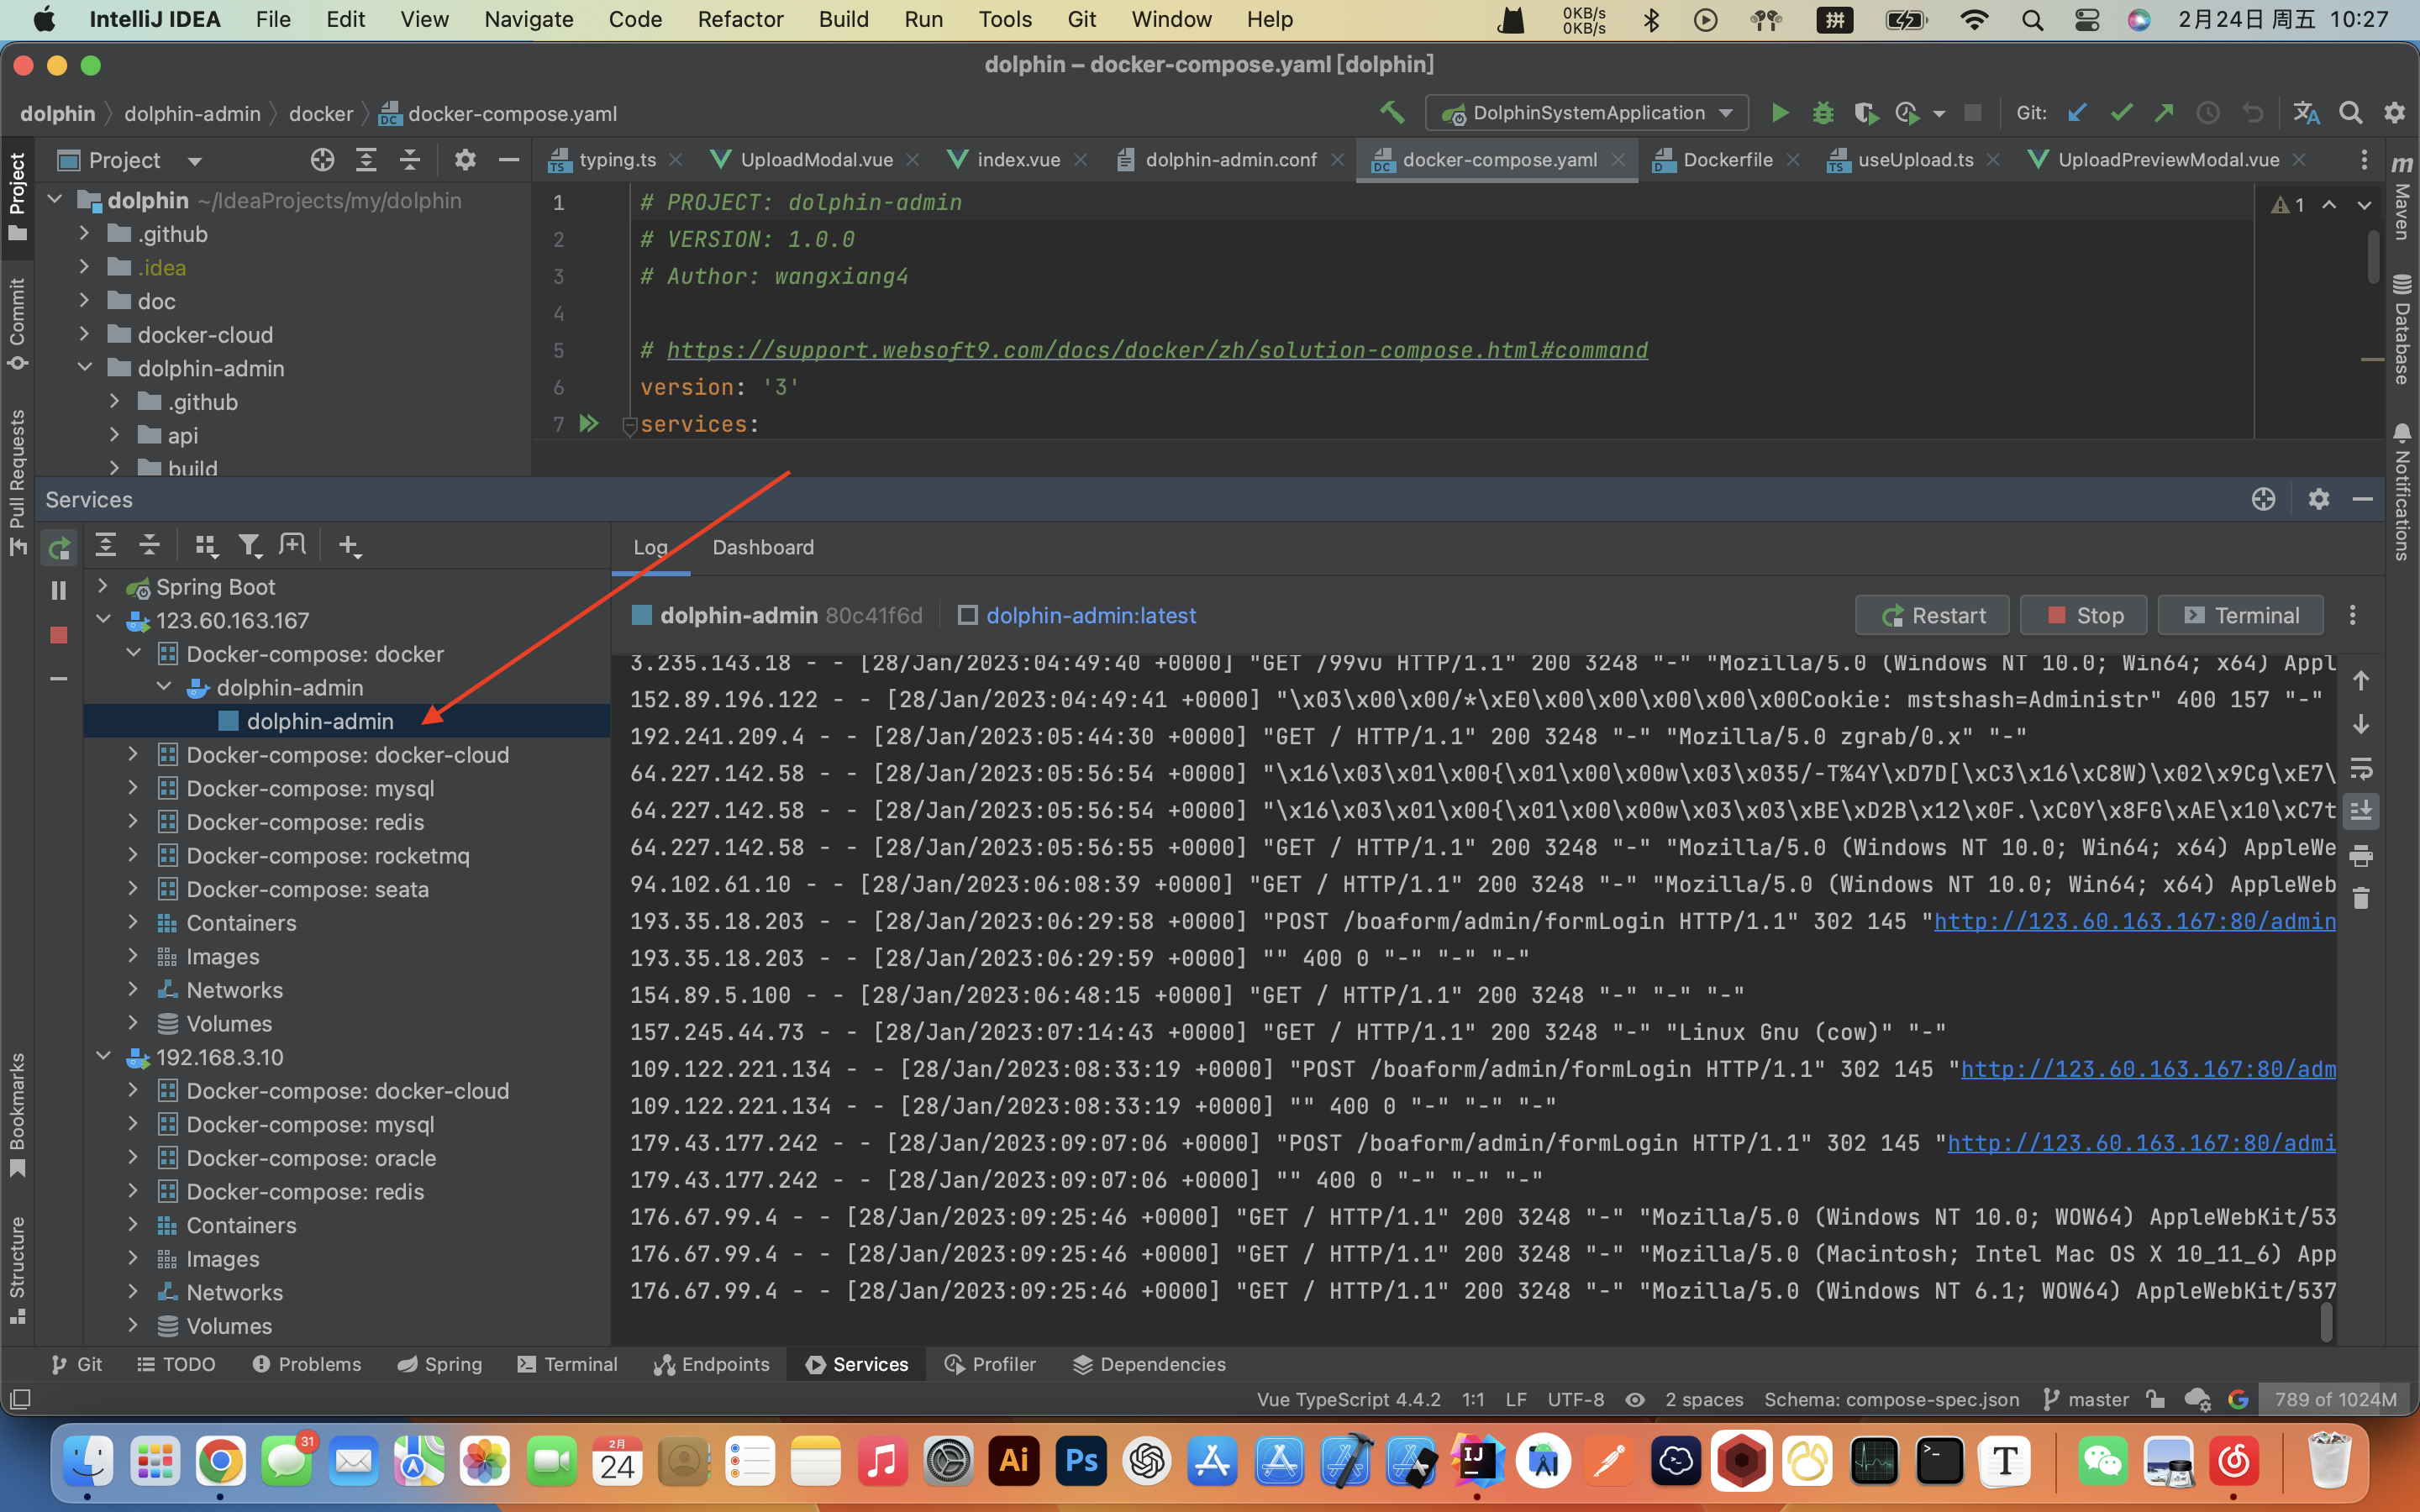 IntelliJ IDEA File Edit View Navigate Code Refactor Build Run Tools Git Window Help 0KB/s 0KB/s 拼 2月24日 周五 10:27
dolphin – docker-compose.yaml [dolphin]
dolphin dolphin-admin docker docker-compose.yaml DolphinSystemApplication Git:
Project typing.ts UploadModal.vue index.vue dolphin-admin.conf docker-compose.yaml Dockerfile useUpload.ts UploadPreviewModal.vue
Project
Commit
Pull Requests
Bookmarks
Structure
m Maven
Database
Notifications
dolphin ~/IdeaProjects/my/dolphin
.github
.idea
doc
docker-cloud
dolphin-admin
.github
api
build
1 # PROJECT: dolphin-admin
2 # VERSION: 1.0.0
3 # Author: wangxiang4
4
5 # https://support.websoft9.com/docs/docker/zh/solution-compose.html#command
6 version: '3'
7 services:
1
Services
Log Dashboard
Spring Boot
123.60.163.167
Docker-compose: docker
dolphin-admin
dolphin-admin
Docker-compose: docker-cloud
Docker-compose: mysql
Docker-compose: redis
Docker-compose: rocketmq
Docker-compose: seata
Containers
Images
Networks
Volumes
192.168.3.10
Docker-compose: docker-cloud
Docker-compose: mysql
Docker-compose: oracle
Docker-compose: redis
Containers
Images
Networks
Volumes
dolphin-admin 80c41f6d dolphin-admin:latest Restart Stop Terminal
3.235.143.18 - - [28/Jan/2023:04:49:40 +0000] "GET /99vu HTTP/1.1" 200 3248 "-" "Mozilla/5.0 (Windows NT 10.0; Win64; x64) Appl
152.89.196.122 - - [28/Jan/2023:04:49:41 +0000] "\x03\x00\x00/*\xE0\x00\x00\x00\x00\x00Cookie: mstshash=Administr" 400 157 "-"
192.241.209.4 - - [28/Jan/2023:05:44:30 +0000] "GET / HTTP/1.1" 200 3248 "-" "Mozilla/5.0 zgrab/0.x" "-"
64.227.142.58 - - [28/Jan/2023:05:56:54 +0000] "\x16\x03\x01\x00{\x01\x00\x00w\x03\x035/-T%4Y\xD7D[\xC3\x16\xC8W)\x02\x9Cg\xE7\
64.227.142.58 - - [28/Jan/2023:05:56:54 +0000] "\x16\x03\x01\x00{\x01\x00\x00w\x03\x03\xBE\xD2B\x12\x0F.\xC0Y\x8FG\xAE\x10\xC7t
64.227.142.58 - - [28/Jan/2023:05:56:55 +0000] "GET / HTTP/1.1" 200 3248 "-" "Mozilla/5.0 (Windows NT 10.0; Win64; x64) AppleWe
94.102.61.10 - - [28/Jan/2023:06:08:39 +0000] "GET / HTTP/1.1" 200 3248 "-" "Mozilla/5.0 (Windows NT 10.0; Win64; x64) AppleWeb
193.35.18.203 - - [28/Jan/2023:06:29:58 +0000] "POST /boaform/admin/formLogin HTTP/1.1" 302 145 "http://123.60.163.167:80/admin
193.35.18.203 - - [28/Jan/2023:06:29:59 +0000] "" 400 0 "-" "-" "-"
154.89.5.100 - - [28/Jan/2023:06:48:15 +0000] "GET / HTTP/1.1" 200 3248 "-" "-" "-"
157.245.44.73 - - [28/Jan/2023:07:14:43 +0000] "GET / HTTP/1.1" 200 3248 "-" "Linux Gnu (cow)" "-"
109.122.221.134 - - [28/Jan/2023:08:33:19 +0000] "POST /boaform/admin/formLogin HTTP/1.1" 302 145 "http://123.60.163.167:80/adm
109.122.221.134 - - [28/Jan/2023:08:33:19 +0000] "" 400 0 "-" "-" "-"
179.43.177.242 - - [28/Jan/2023:09:07:06 +0000] "POST /boaform/admin/formLogin HTTP/1.1" 302 145 "http://123.60.163.167:80/admi
179.43.177.242 - - [28/Jan/2023:09:07:06 +0000] "" 400 0 "-" "-" "-"
176.67.99.4 - - [28/Jan/2023:09:25:46 +0000] "GET / HTTP/1.1" 200 3248 "-" "Mozilla/5.0 (Windows NT 10.0; WOW64) AppleWebKit/53
176.67.99.4 - - [28/Jan/2023:09:25:46 +0000] "GET / HTTP/1.1" 200 3248 "-" "Mozilla/5.0 (Macintosh; Intel Mac OS X 10_11_6) App
176.67.99.4 - - [28/Jan/2023:09:25:46 +0000] "GET / HTTP/1.1" 200 3248 "-" "Mozilla/5.0 (Windows NT 6.1; WOW64) AppleWebKit/537
Git TODO Problems Spring Terminal Endpoints Services Profiler Dependencies
Vue TypeScript 4.4.2 1:1 LF UTF-8 2 spaces Schema: compose-spec.json master 789 of 1024M
31 2月 24 Ai Ps IJ T